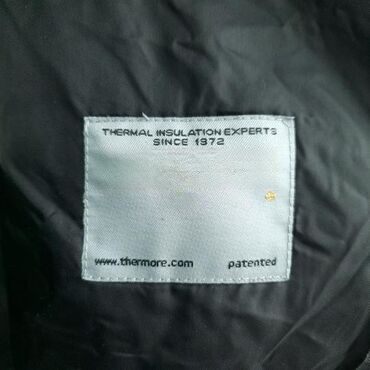 THERMAL INSULATION EXPERTS
SINCE 1972
www.thermore.com patented